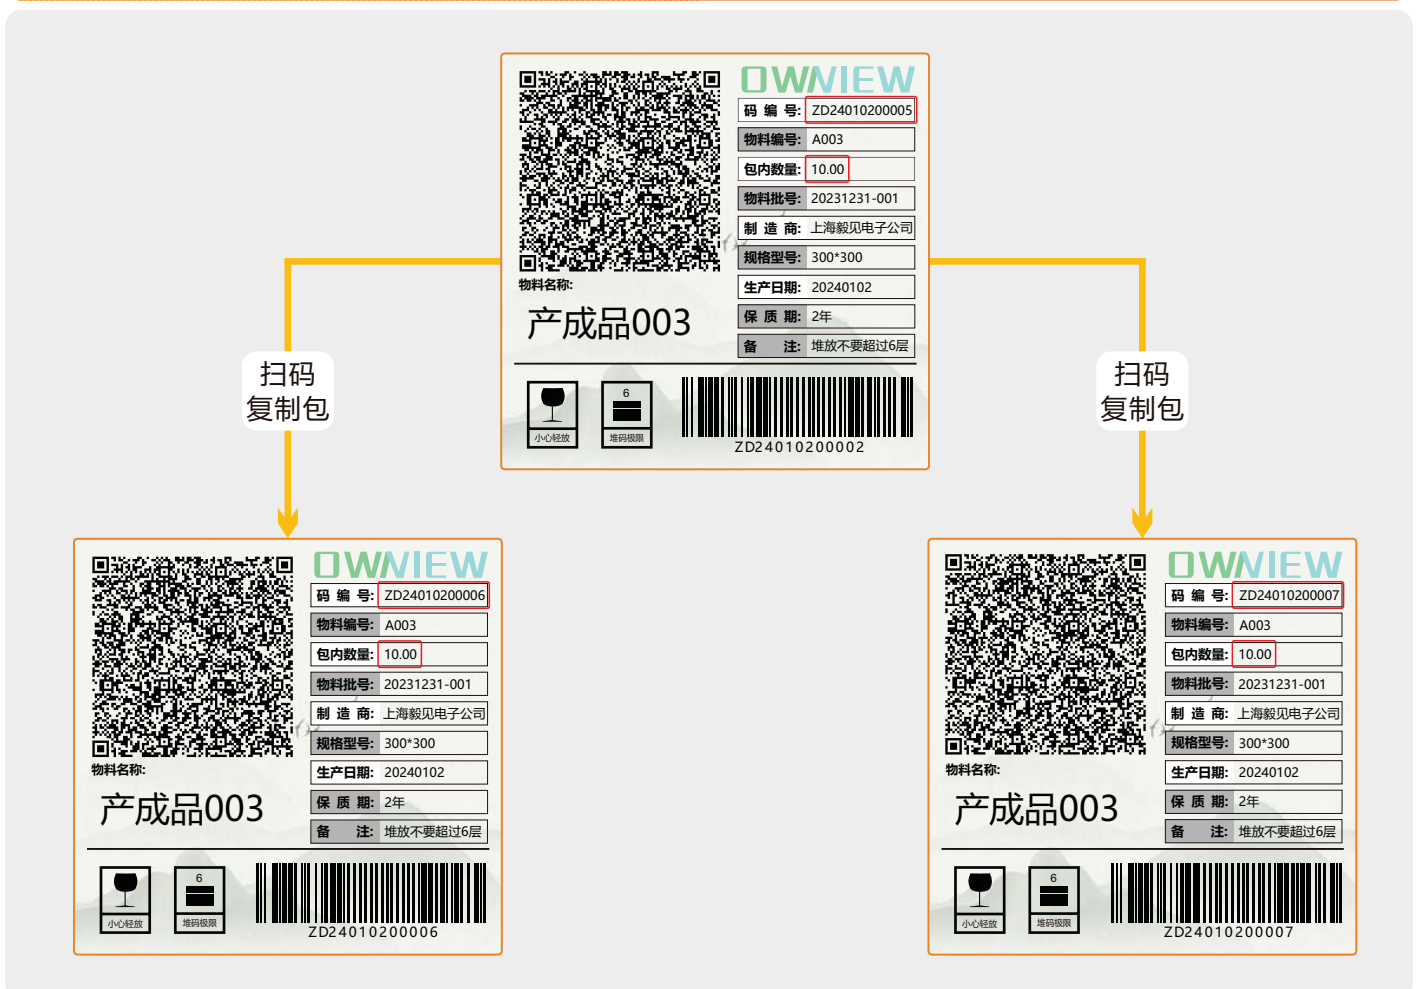 OWNVIEW
码 编 号: ZD24010200005
物料编号: A003
包内数量: 10.00
物料批号: 20231231-001
制 造 商: 上海毅见电子公司
规格型号: 300*300
生产日期: 20240102
保 质 期: 2年
备 注: 堆放不要超过6层
物料名称:
产成品003
小心轻放
6
堆码极限
ZD24010200002
扫码
复制包
扫码
复制包
OWNVIEW
码 编 号: ZD24010200006
物料编号: A003
包内数量: 10.00
物料批号: 20231231-001
制 造 商: 上海毅见电子公司
规格型号: 300*300
生产日期: 20240102
保 质 期: 2年
备 注: 堆放不要超过6层
物料名称:
产成品003
小心轻放
6
堆码极限
ZD24010200006
OWNVIEW
码 编 号: ZD24010200007
物料编号: A003
包内数量: 10.00
物料批号: 20231231-001
制 造 商: 上海毅见电子公司
规格型号: 300*300
生产日期: 20240102
保 质 期: 2年
备 注: 堆放不要超过6层
物料名称:
产成品003
小心轻放
6
堆码极限
ZD24010200007